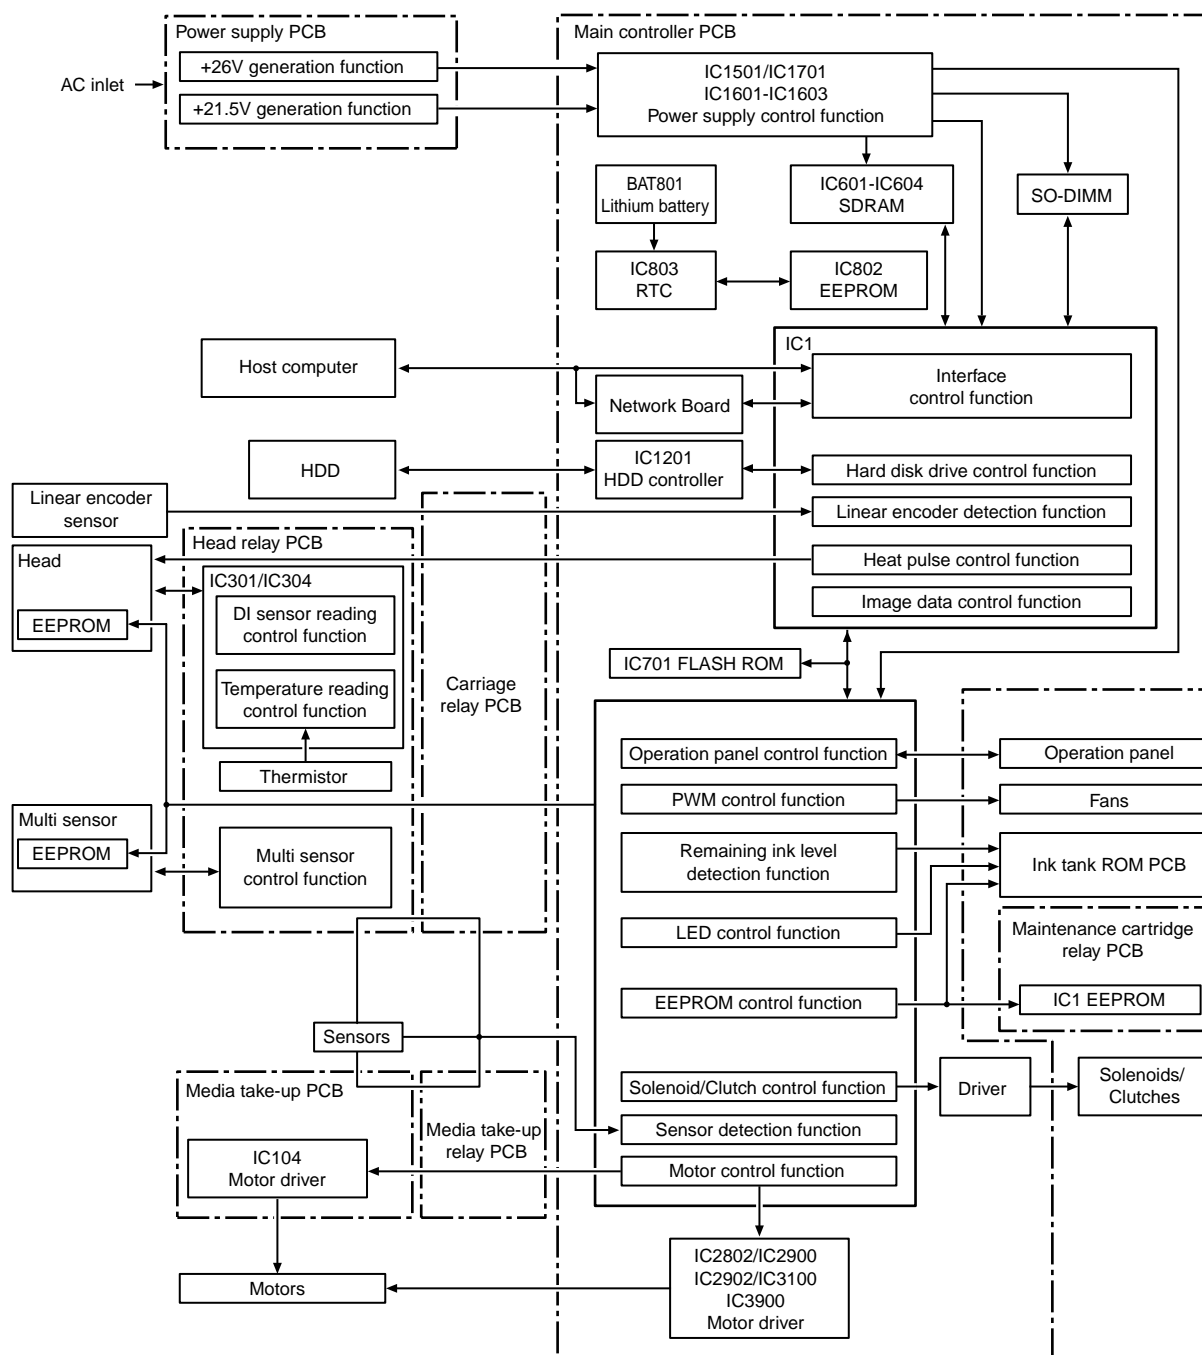 Power supply PCB
+26V generation function
+21.5V generation function
AC inlet
Main controller PCB
IC1501/IC1701
IC1601-IC1603
Power supply control function
BAT801
Lithium battery
IC601-IC604
SDRAM
SO-DIMM
IC803
RTC
IC802
EEPROM
IC1
Host computer
Interface
control function
Network Board
HDD
IC1201
HDD controller
Hard disk drive control function
Linear encoder
sensor
Linear encoder detection function
Head relay PCB
Head
Heat pulse control function
IC301/IC304
EEPROM
DI sensor reading
control function
Image data control function
IC701 FLASH ROM
Temperature reading
control function
Carriage
relay PCB
Thermistor
Operation panel control function
Operation panel
PWM control function
Fans
Multi sensor
EEPROM
Multi sensor
control function
Remaining ink level
detection function
Ink tank ROM PCB
LED control function
Maintenance cartridge
relay PCB
EEPROM control function
IC1 EEPROM
Sensors
Media take-up PCB
Solenoid/Clutch control function
Driver
Solenoids/
Clutches
Media take-up
relay PCB
Sensor detection function
IC104
Motor driver
Motor control function
Motors
IC2802/IC2900
IC2902/IC3100
IC3900
Motor driver